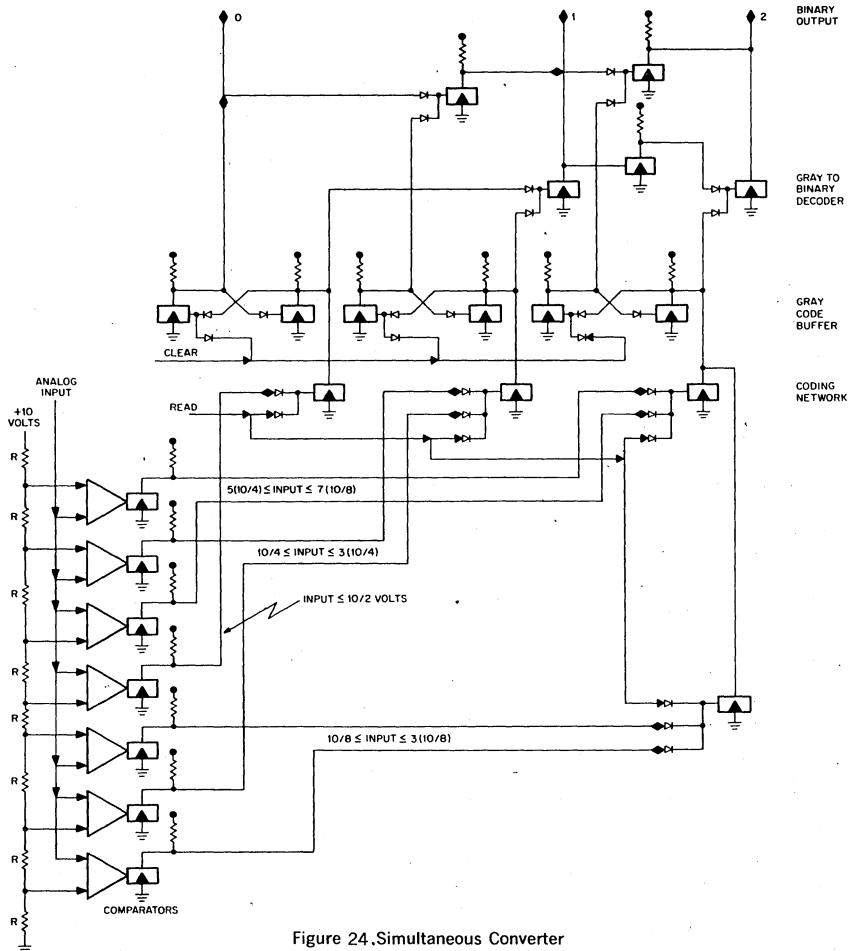 0
1
2
BINARY
OUTPUT
GRAY TO
BINARY
DECODER
GRAY
CODE
BUFFER
CLEAR
ANALOG
INPUT
CODING
NETWORK
READ
+10
VOLTS
R
R
5(10/4) ≤ INPUT ≤ 7(10/8)
10/4 ≤ INPUT ≤ 3(10/4)
R
INPUT ≤ 10/2 VOLTS
R
R
10/8 ≤ INPUT ≤ 3(10/8)
R
R
R
COMPARATORS
Figure 24. Simultaneous Converter